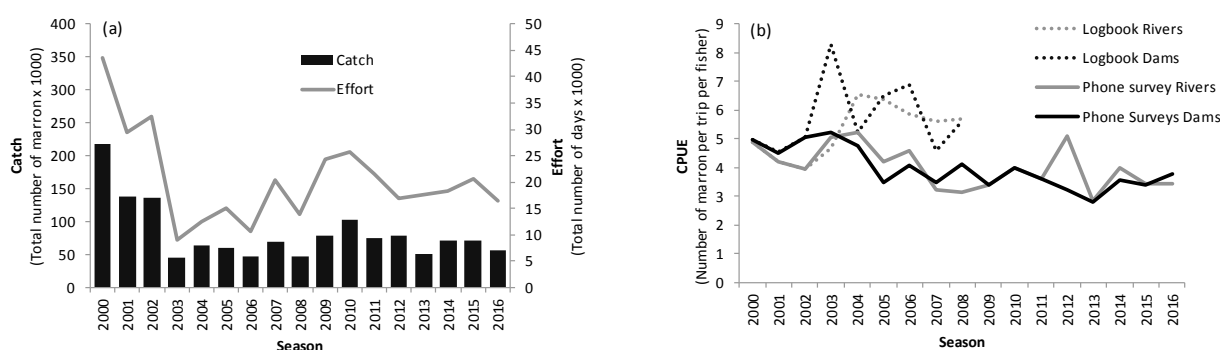 (a)
Catch
(Total number of marron x 1000)
400
350
300
250
200
150
100
50
0
Catch
Effort
50
45
40
35
30
25
20
15
10
5
0
Effort
(Total number of days x 1000)
2000 2001 2002 2003 2004 2005 2006 2007 2008 2009 2010 2011 2012 2013 2014 2015 2016
Season
(b)
CPUE
(Number of marron per trip per fisher)
9
8
7
6
5
4
3
2
1
0
Logbook Rivers
Logbook Dams
Phone survey Rivers
Phone Surveys Dams
2000 2001 2002 2003 2004 2005 2006 2007 2008 2009 2010 2011 2012 2013 2014 2015 2016
Season